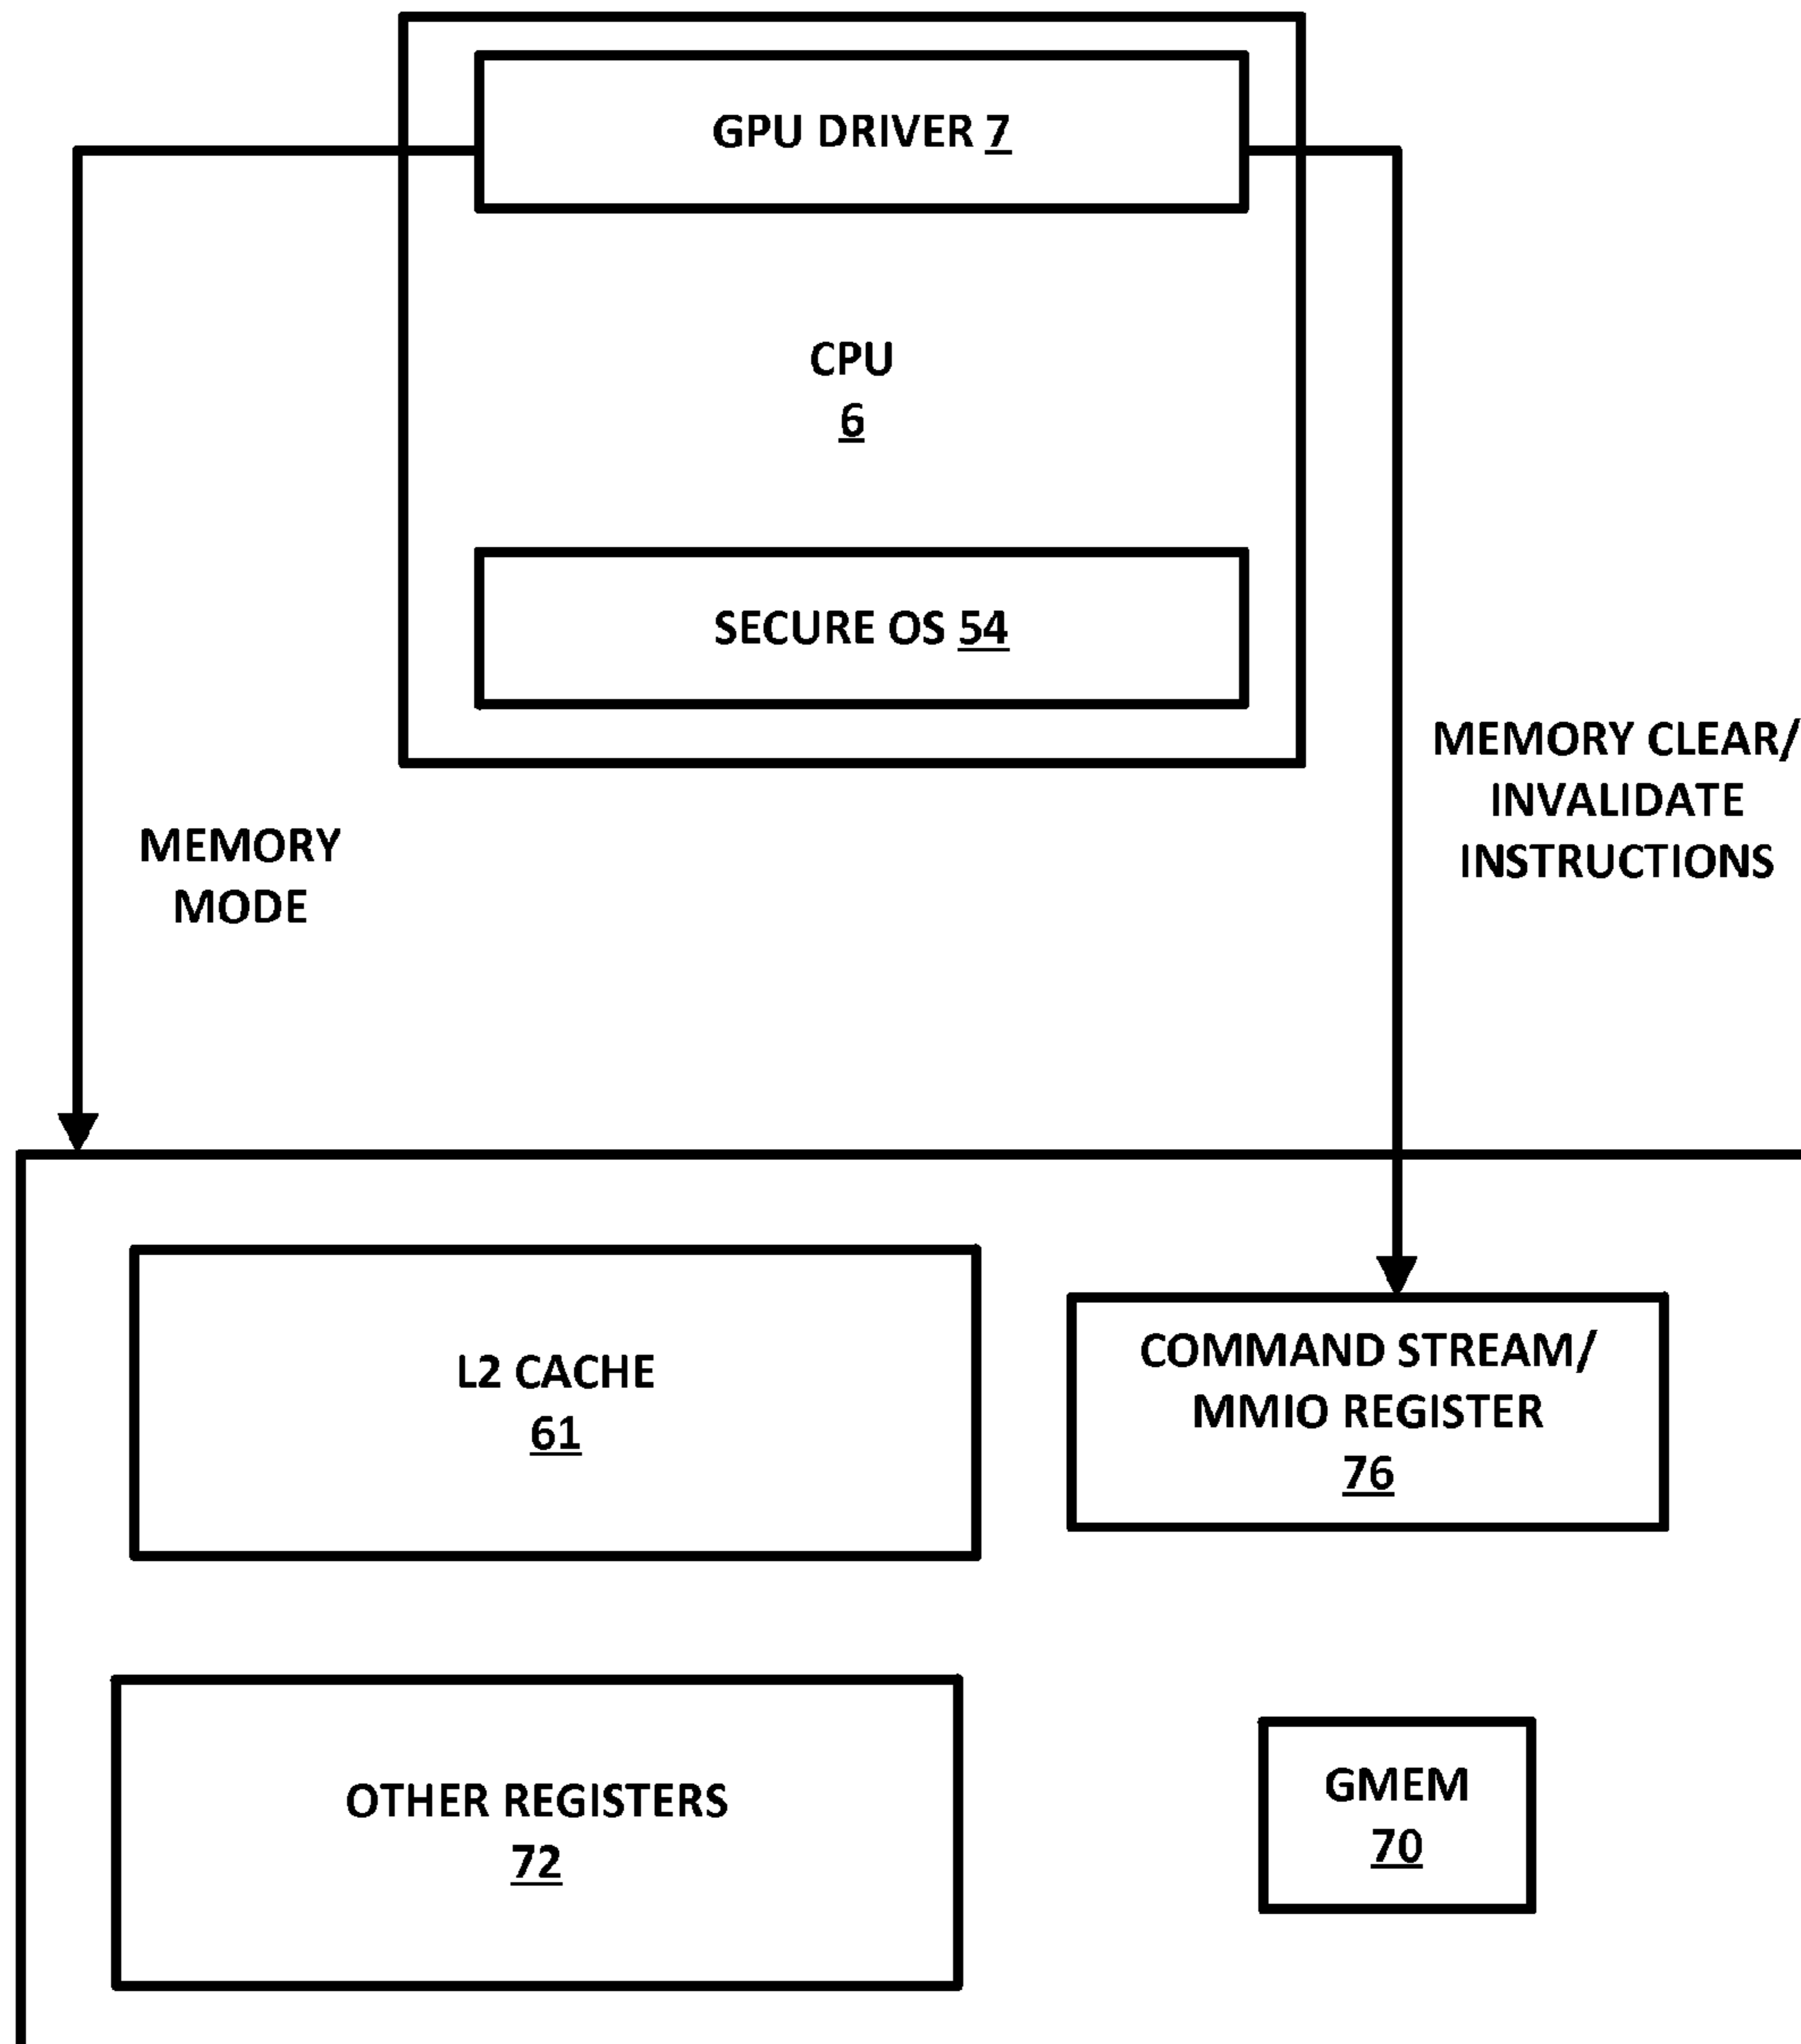 GPU DRIVER 7
CPU
6
SECURE OS 54
MEMORY CLEAR/
INVALIDATE
INSTRUCTIONS
MEMORY
MODE
L2 CACHE
61
COMMAND STREAM/
MMIO REGISTER
76
OTHER REGISTERS
72
GMEM
70